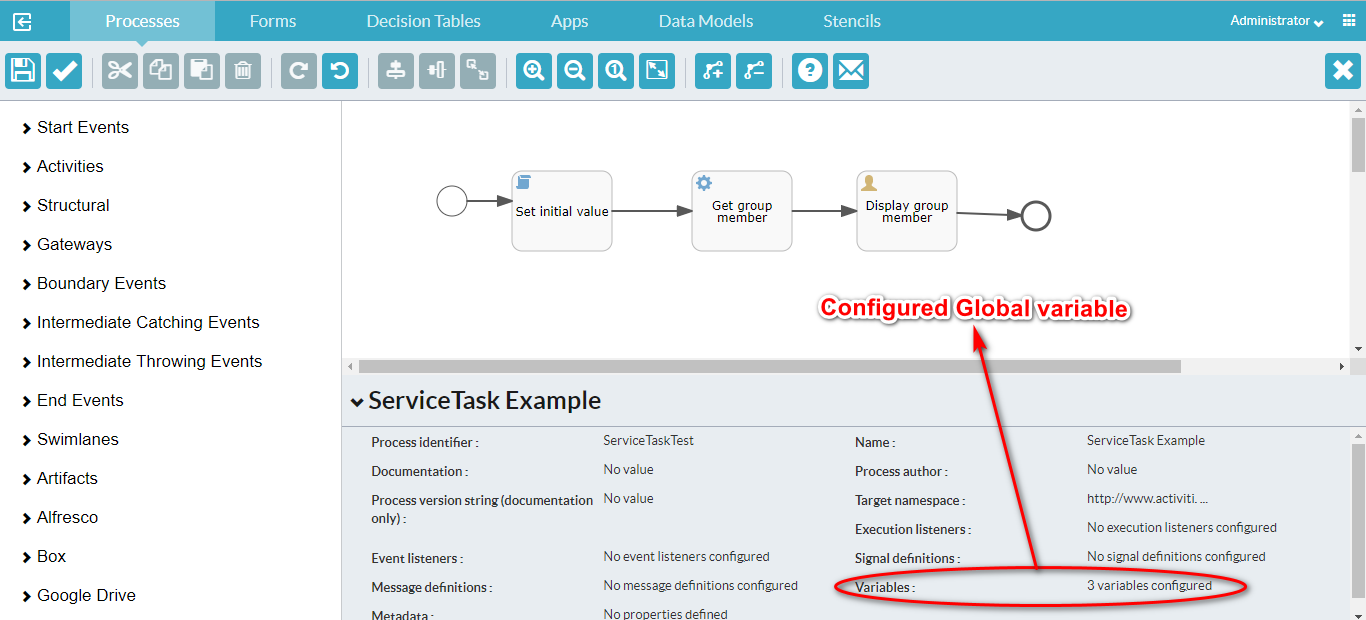 Processes Forms Decision Tables Apps Data Models Stencils Administrator
1 ?
Start Events
Activities
Structural
Gateways
Boundary Events
Intermediate Catching Events
Intermediate Throwing Events
End Events
Swimlanes
Artifacts
Alfresco
Box
Google Drive
Set initial value
Get group
member
Display group
member
Configured Global variable
ServiceTask Example
Process identifier : ServiceTaskTest
Name : ServiceTask Example
Documentation : No value
Process author : No value
Process version string (documentation
only) : No value
Target namespace : http://www.activiti. ...
Execution listeners : No execution listeners configured
Event listeners : No event listeners configured
Signal definitions : No signal definitions configured
Message definitions : No message definitions configured
Variables : 3 variables configured
Metadata : No properties defined